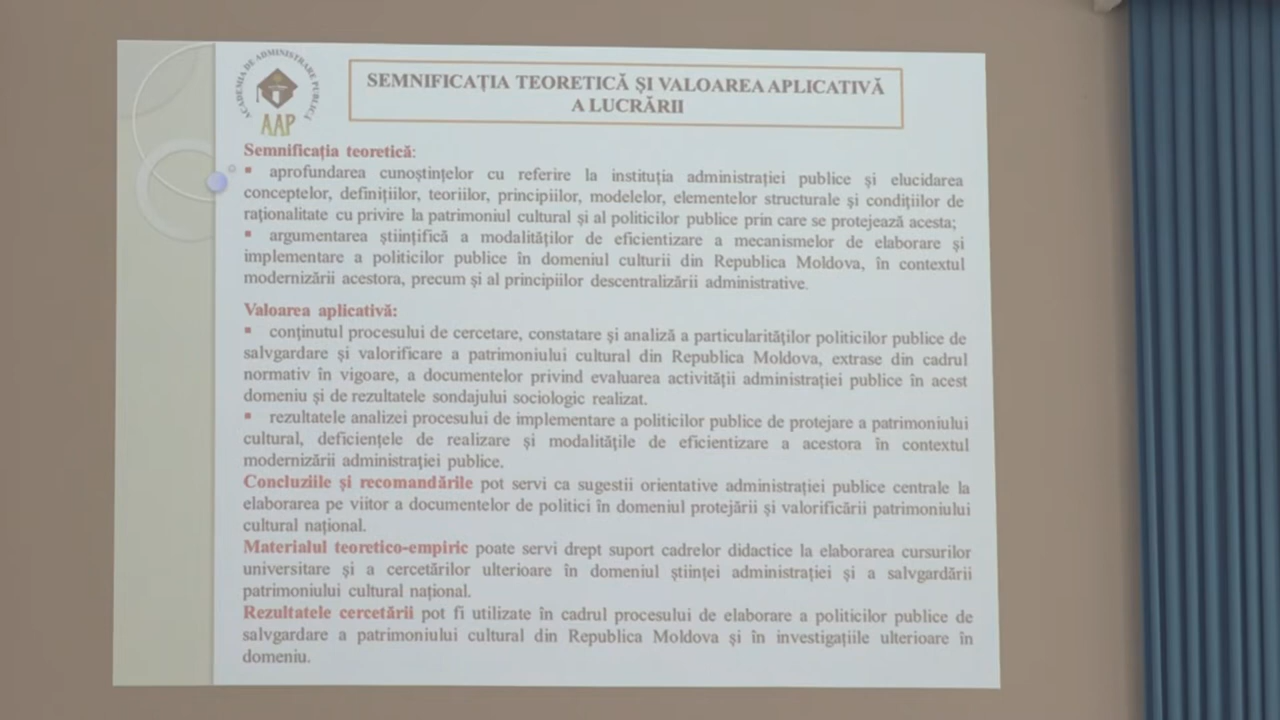 ACADEMIA DE ADMINISTRARE PUBLICĂ
AAP
SEMNIFICAȚIA TEORETICĂ ȘI VALOAREA APLICATIVĂ
A LUCRĂRII
Semnificația teoretică:
▪ aprofundarea cunoștințelor cu referire la instituția administrației publice și elucidarea
conceptelor, definițiilor, teoriilor, principiilor, modelelor, elementelor structurale și condițiilor de
raționalitate cu privire la patrimoniul cultural și al politicilor publice prin care se protejează acesta;
▪ argumentarea științifică a modalităților de eficientizare a mecanismelor de elaborare și
implementare a politicilor publice în domeniul culturii din Republica Moldova, în contextul
modernizării acestora, precum și al principiilor descentralizării administrative.
Valoarea aplicativă:
▪ conținutul procesului de cercetare, constatare și analiză a particularităților politicilor publice de
salvgardare și valorificare a patrimoniului cultural din Republica Moldova, extrase din cadrul
normativ în vigoare, a documentelor privind evaluarea activității administrației publice în acest
domeniu și de rezultatele sondajului sociologic realizat.
▪ rezultatele analizei procesului de implementare a politicilor publice de protejare a patrimoniului
cultural, deficiențele de realizare și modalitățile de eficientizare a acestora în contextul
modernizării administrației publice.
Concluziile și recomandările pot servi ca sugestii orientative administrației publice centrale la
elaborarea pe viitor a documentelor de politici în domeniul protejării și valorificării patrimoniului
cultural național.
Materialul teoretico-empiric poate servi drept suport cadrelor didactice la elaborarea cursurilor
universitare și a cercetărilor ulterioare în domeniul științei administrației și a salvgardării
patrimoniului cultural național.
Rezultatele cercetării pot fi utilizate în cadrul procesului de elaborare a politicilor publice de
salvgardare a patrimoniului cultural din Republica Moldova și în investigațiile ulterioare în
domeniu.